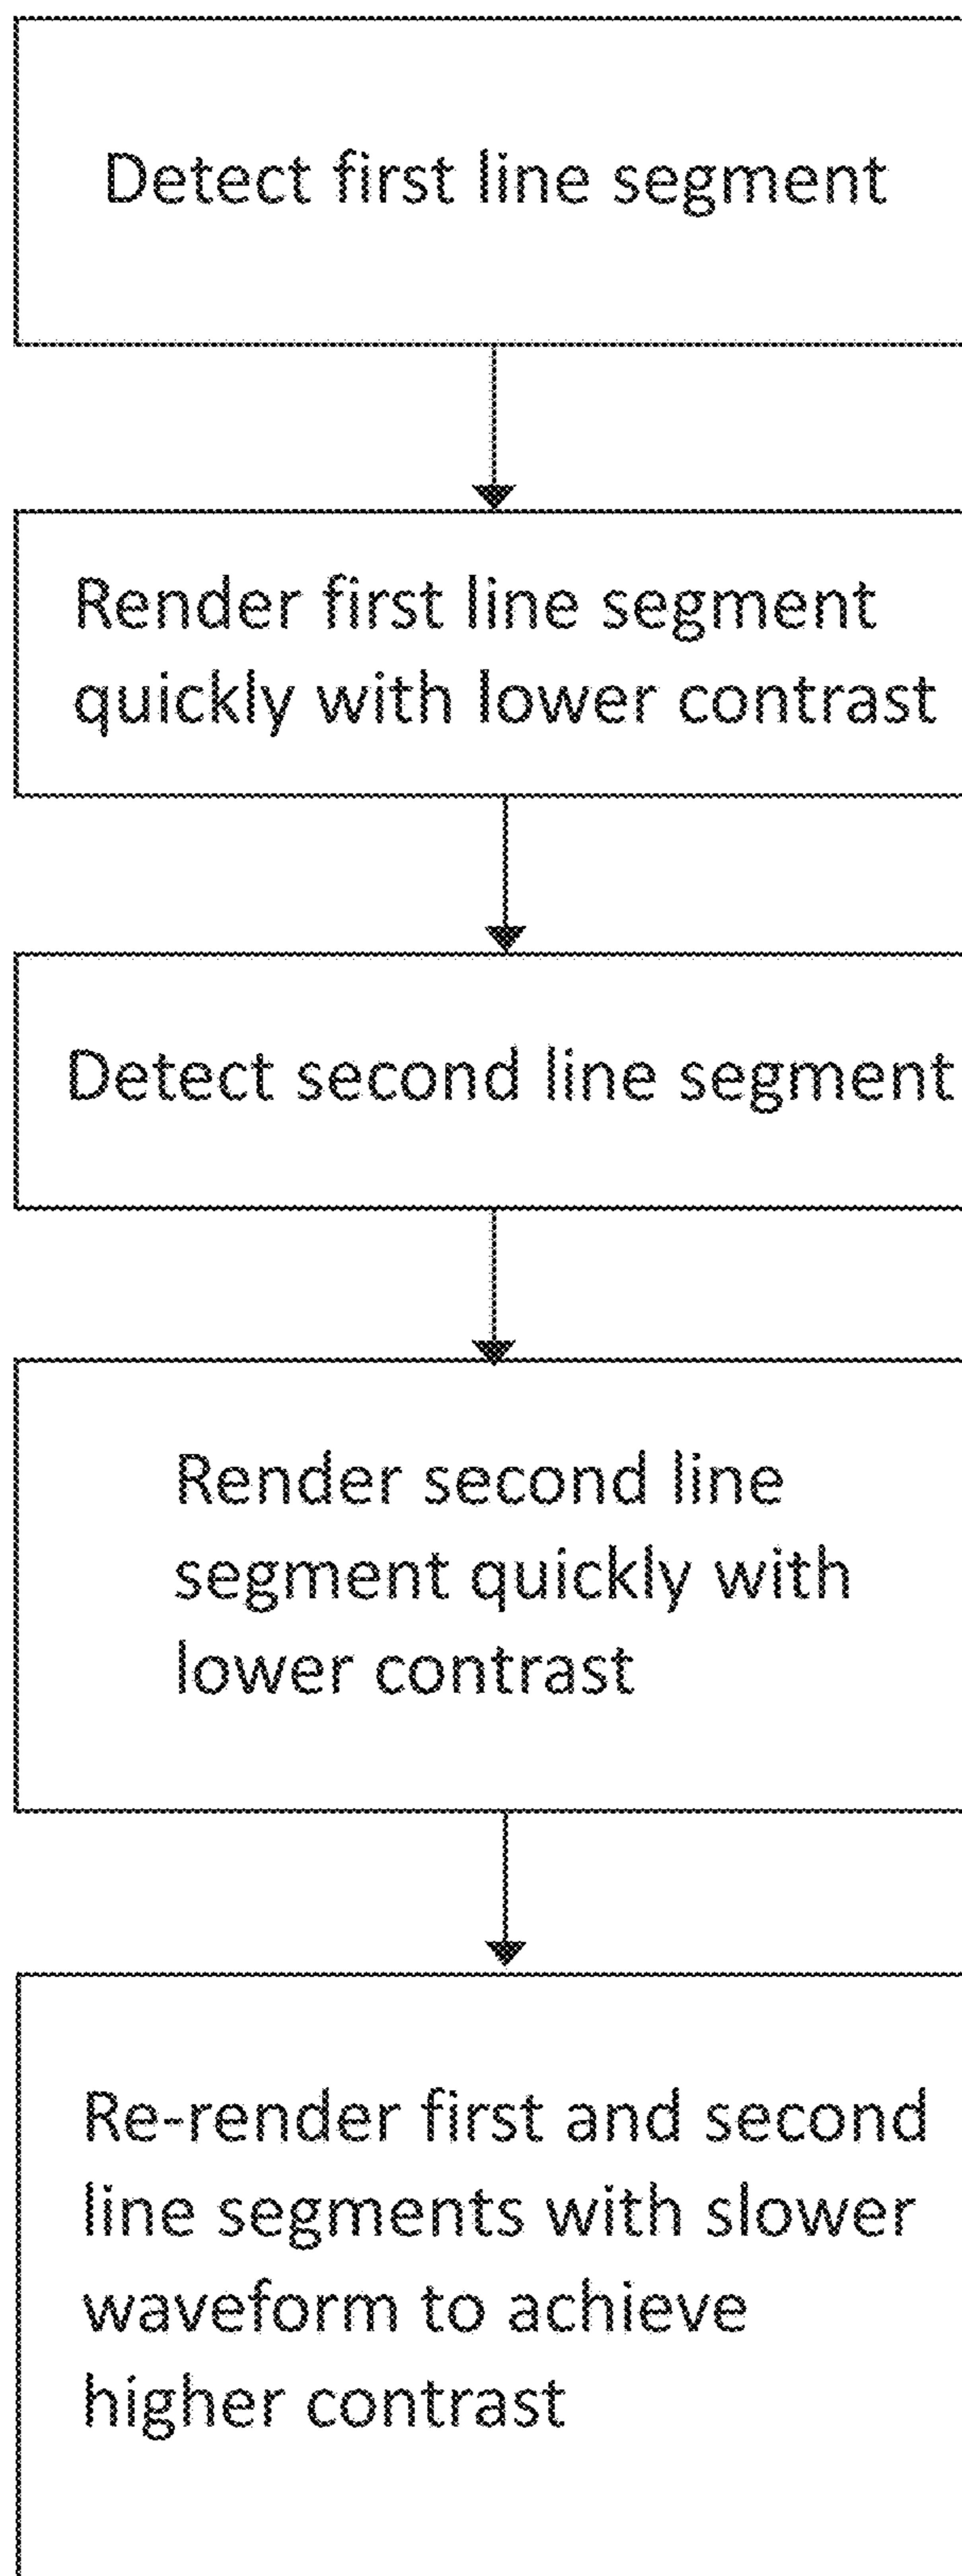 Detect first line segment
Render first line segment
quickly with lower contrast
Detect second line segment
Render second line
segment quickly with
lower contrast
Re-render first and second
line segments with slower
waveform to achieve
higher contrast